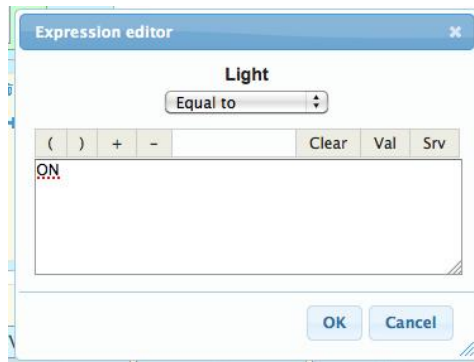 Expression editor
Light
Equal to
( ) + - Clear Val Srv
ON
OK Cancel